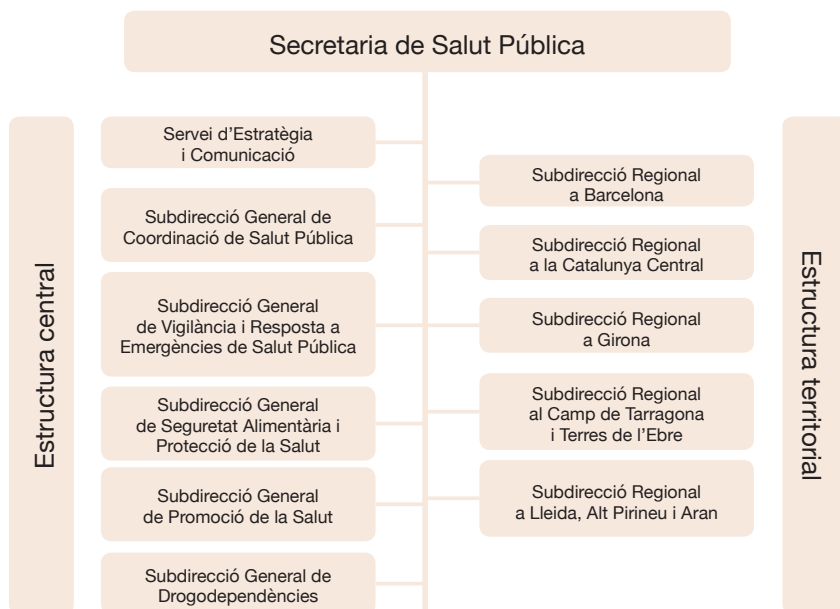 Secretaria de Salut Pública
Estructura central
Servei d’Estratègia
i Comunicació
Subdirecció General de
Coordinació de Salut Pública
Subdirecció General
de Vigilància i Resposta a
Emergències de Salut Pública
Subdirecció General
de Seguretat Alimentària i
Protecció de la Salut
Subdirecció General
de Promoció de la Salut
Subdirecció General de
Drogodependències
Subdirecció Regional
a Barcelona
Subdirecció Regional
a la Catalunya Central
Subdirecció Regional
a Girona
Subdirecció Regional
al Camp de Tarragona
i Terres de l’Ebre
Subdirecció Regional
a Lleida, Alt Pirineu i Aran
Estructura territorial